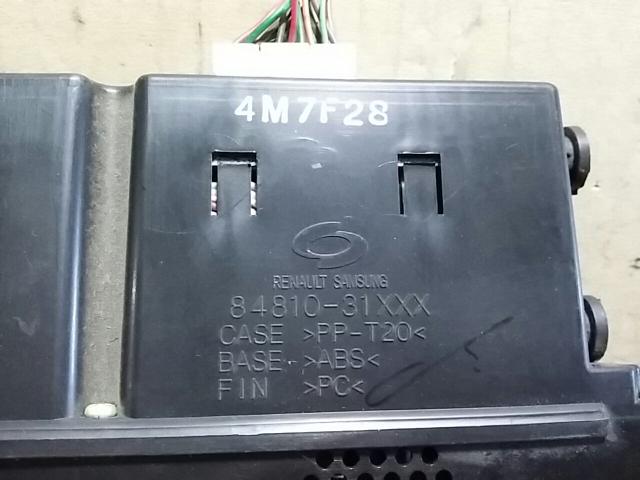 4M7F28
RENAULT SAMSUNG
84810-31XXX
CASE >PP-T20<
BASE >ABS<
FIN >PC<